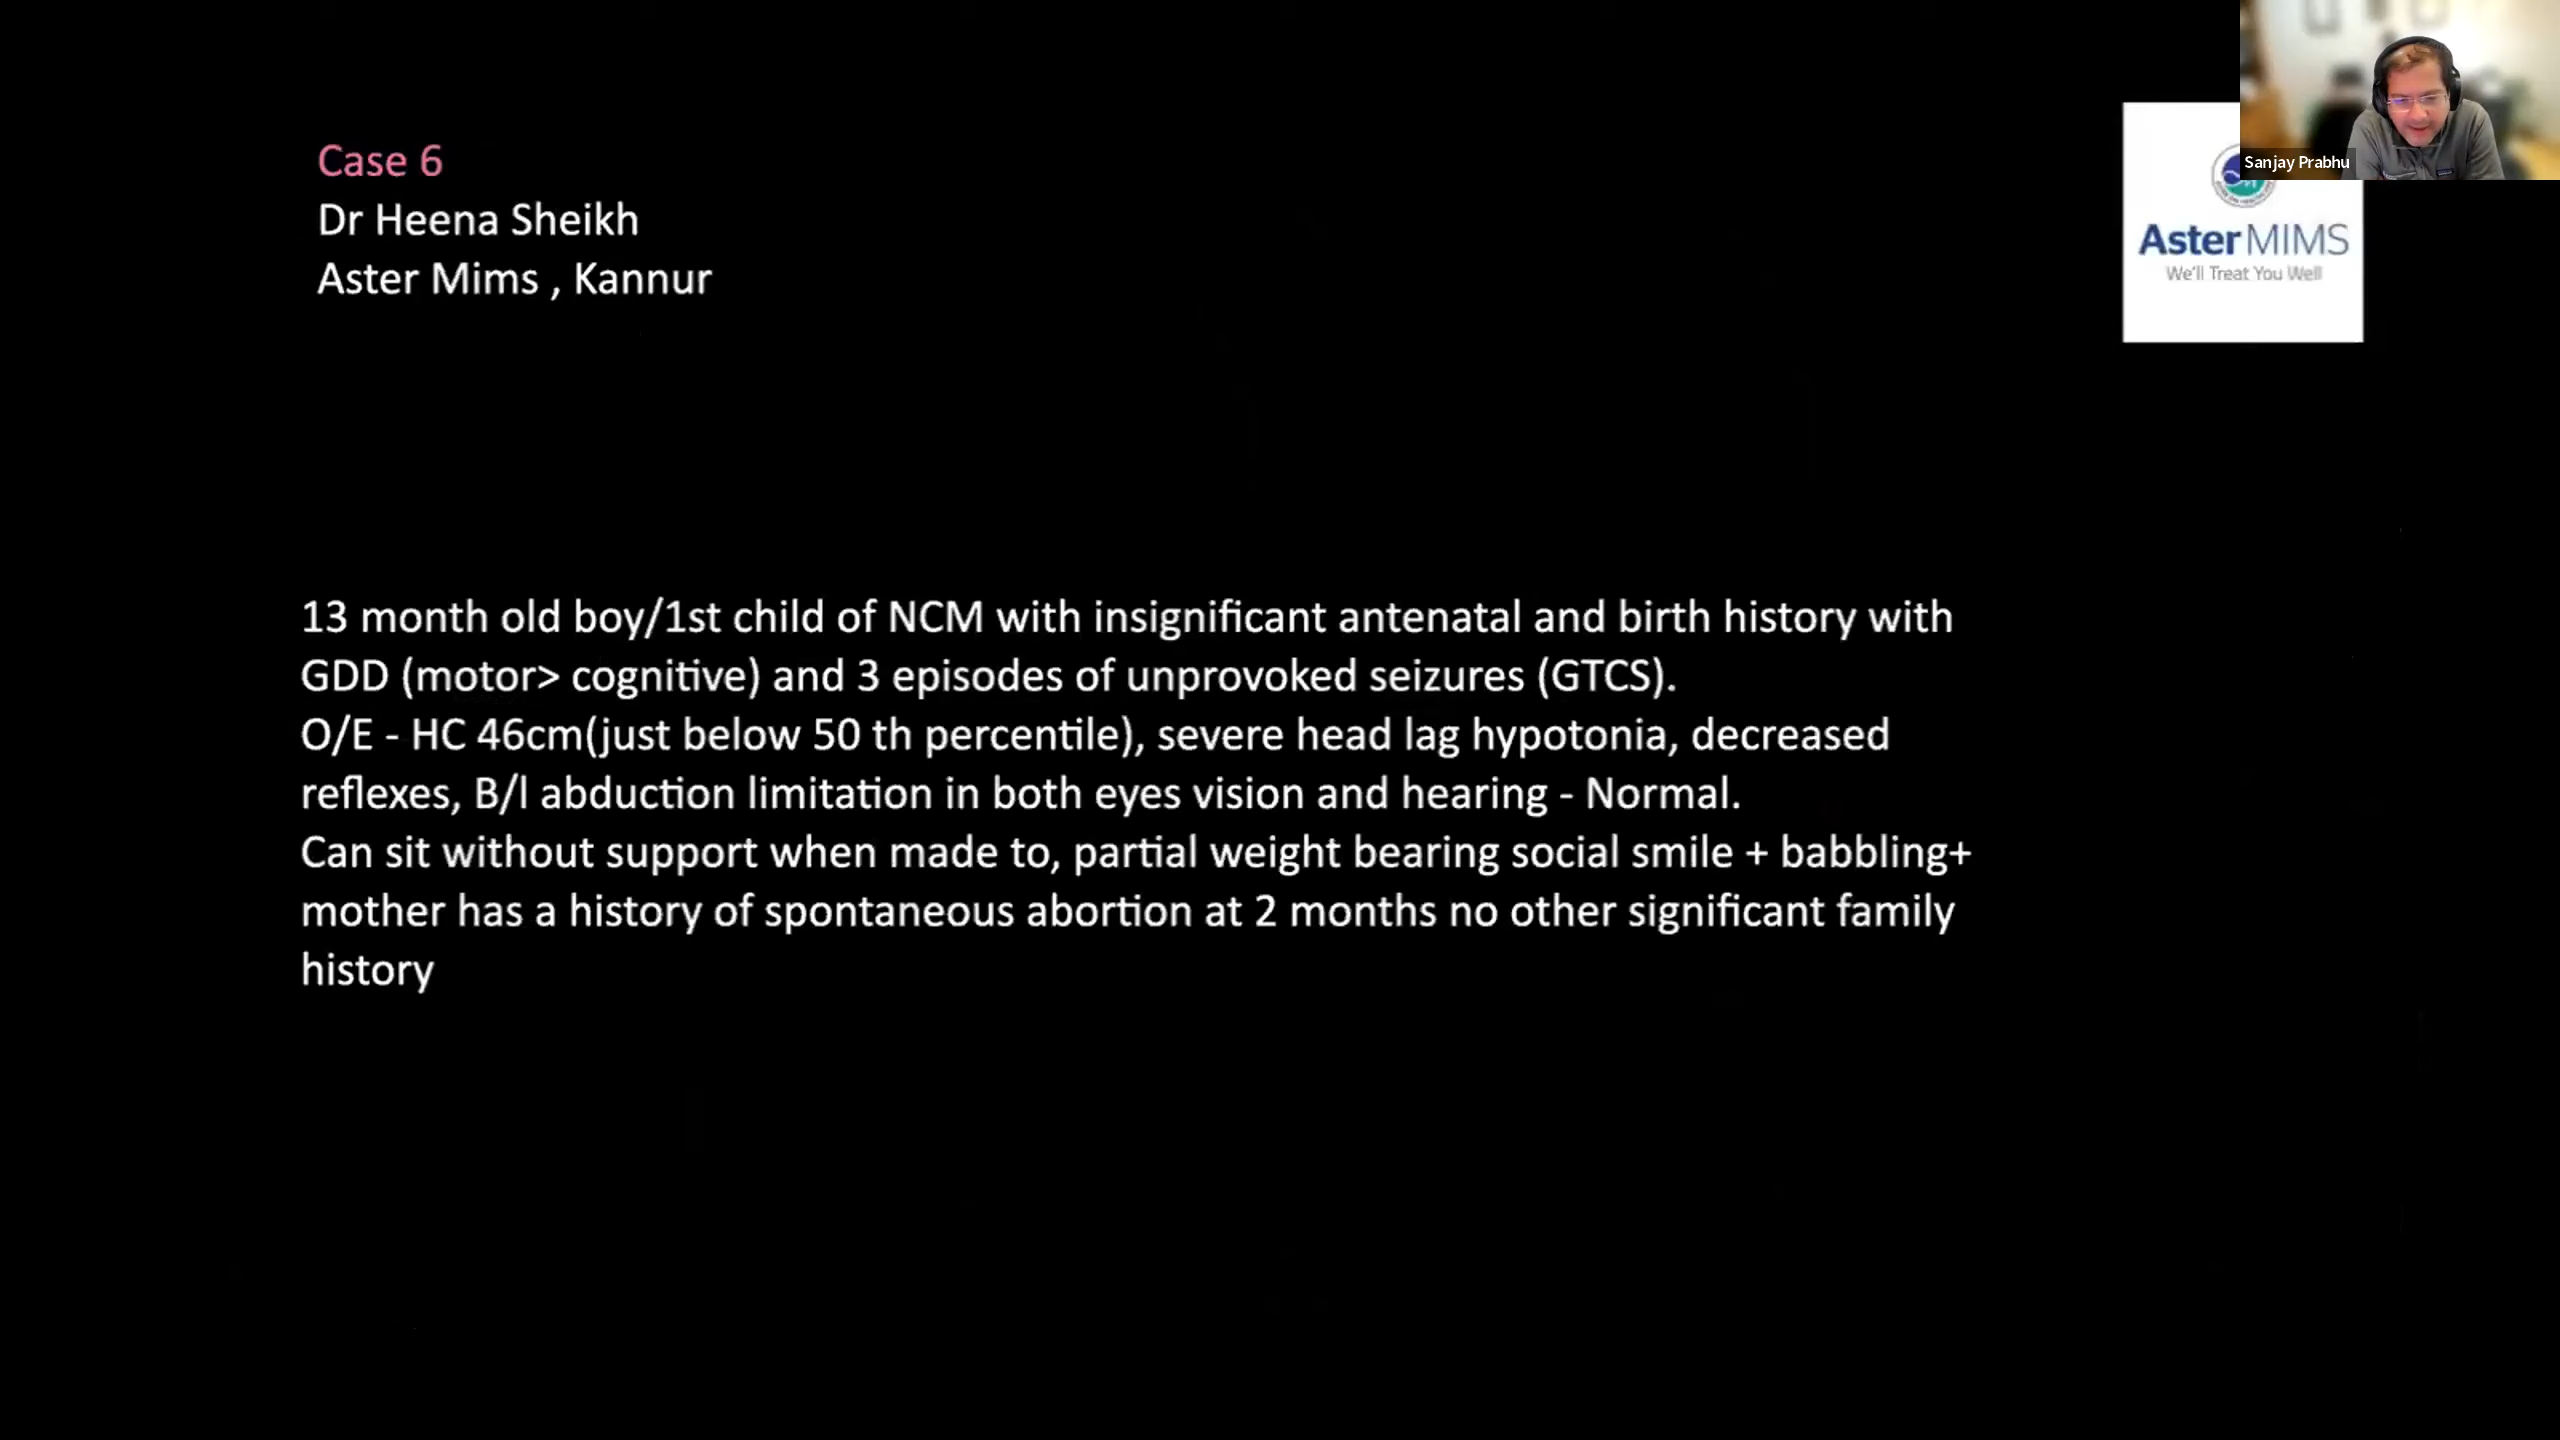 Case 6
Dr Heena Sheikh
Aster Mims , Kannur
Sanjay Prabhu
Aster MIMS
We'll Treat You Well
13 month old boy/1st child of NCM with insignificant antenatal and birth history with
GDD (motor> cognitive) and 3 episodes of unprovoked seizures (GTCS).
O/E - HC 46cm(just below 50 th percentile), severe head lag hypotonia, decreased
reflexes, B/l abduction limitation in both eyes vision and hearing - Normal.
Can sit without support when made to, partial weight bearing social smile + babbling+
mother has a history of spontaneous abortion at 2 months no other significant family
history